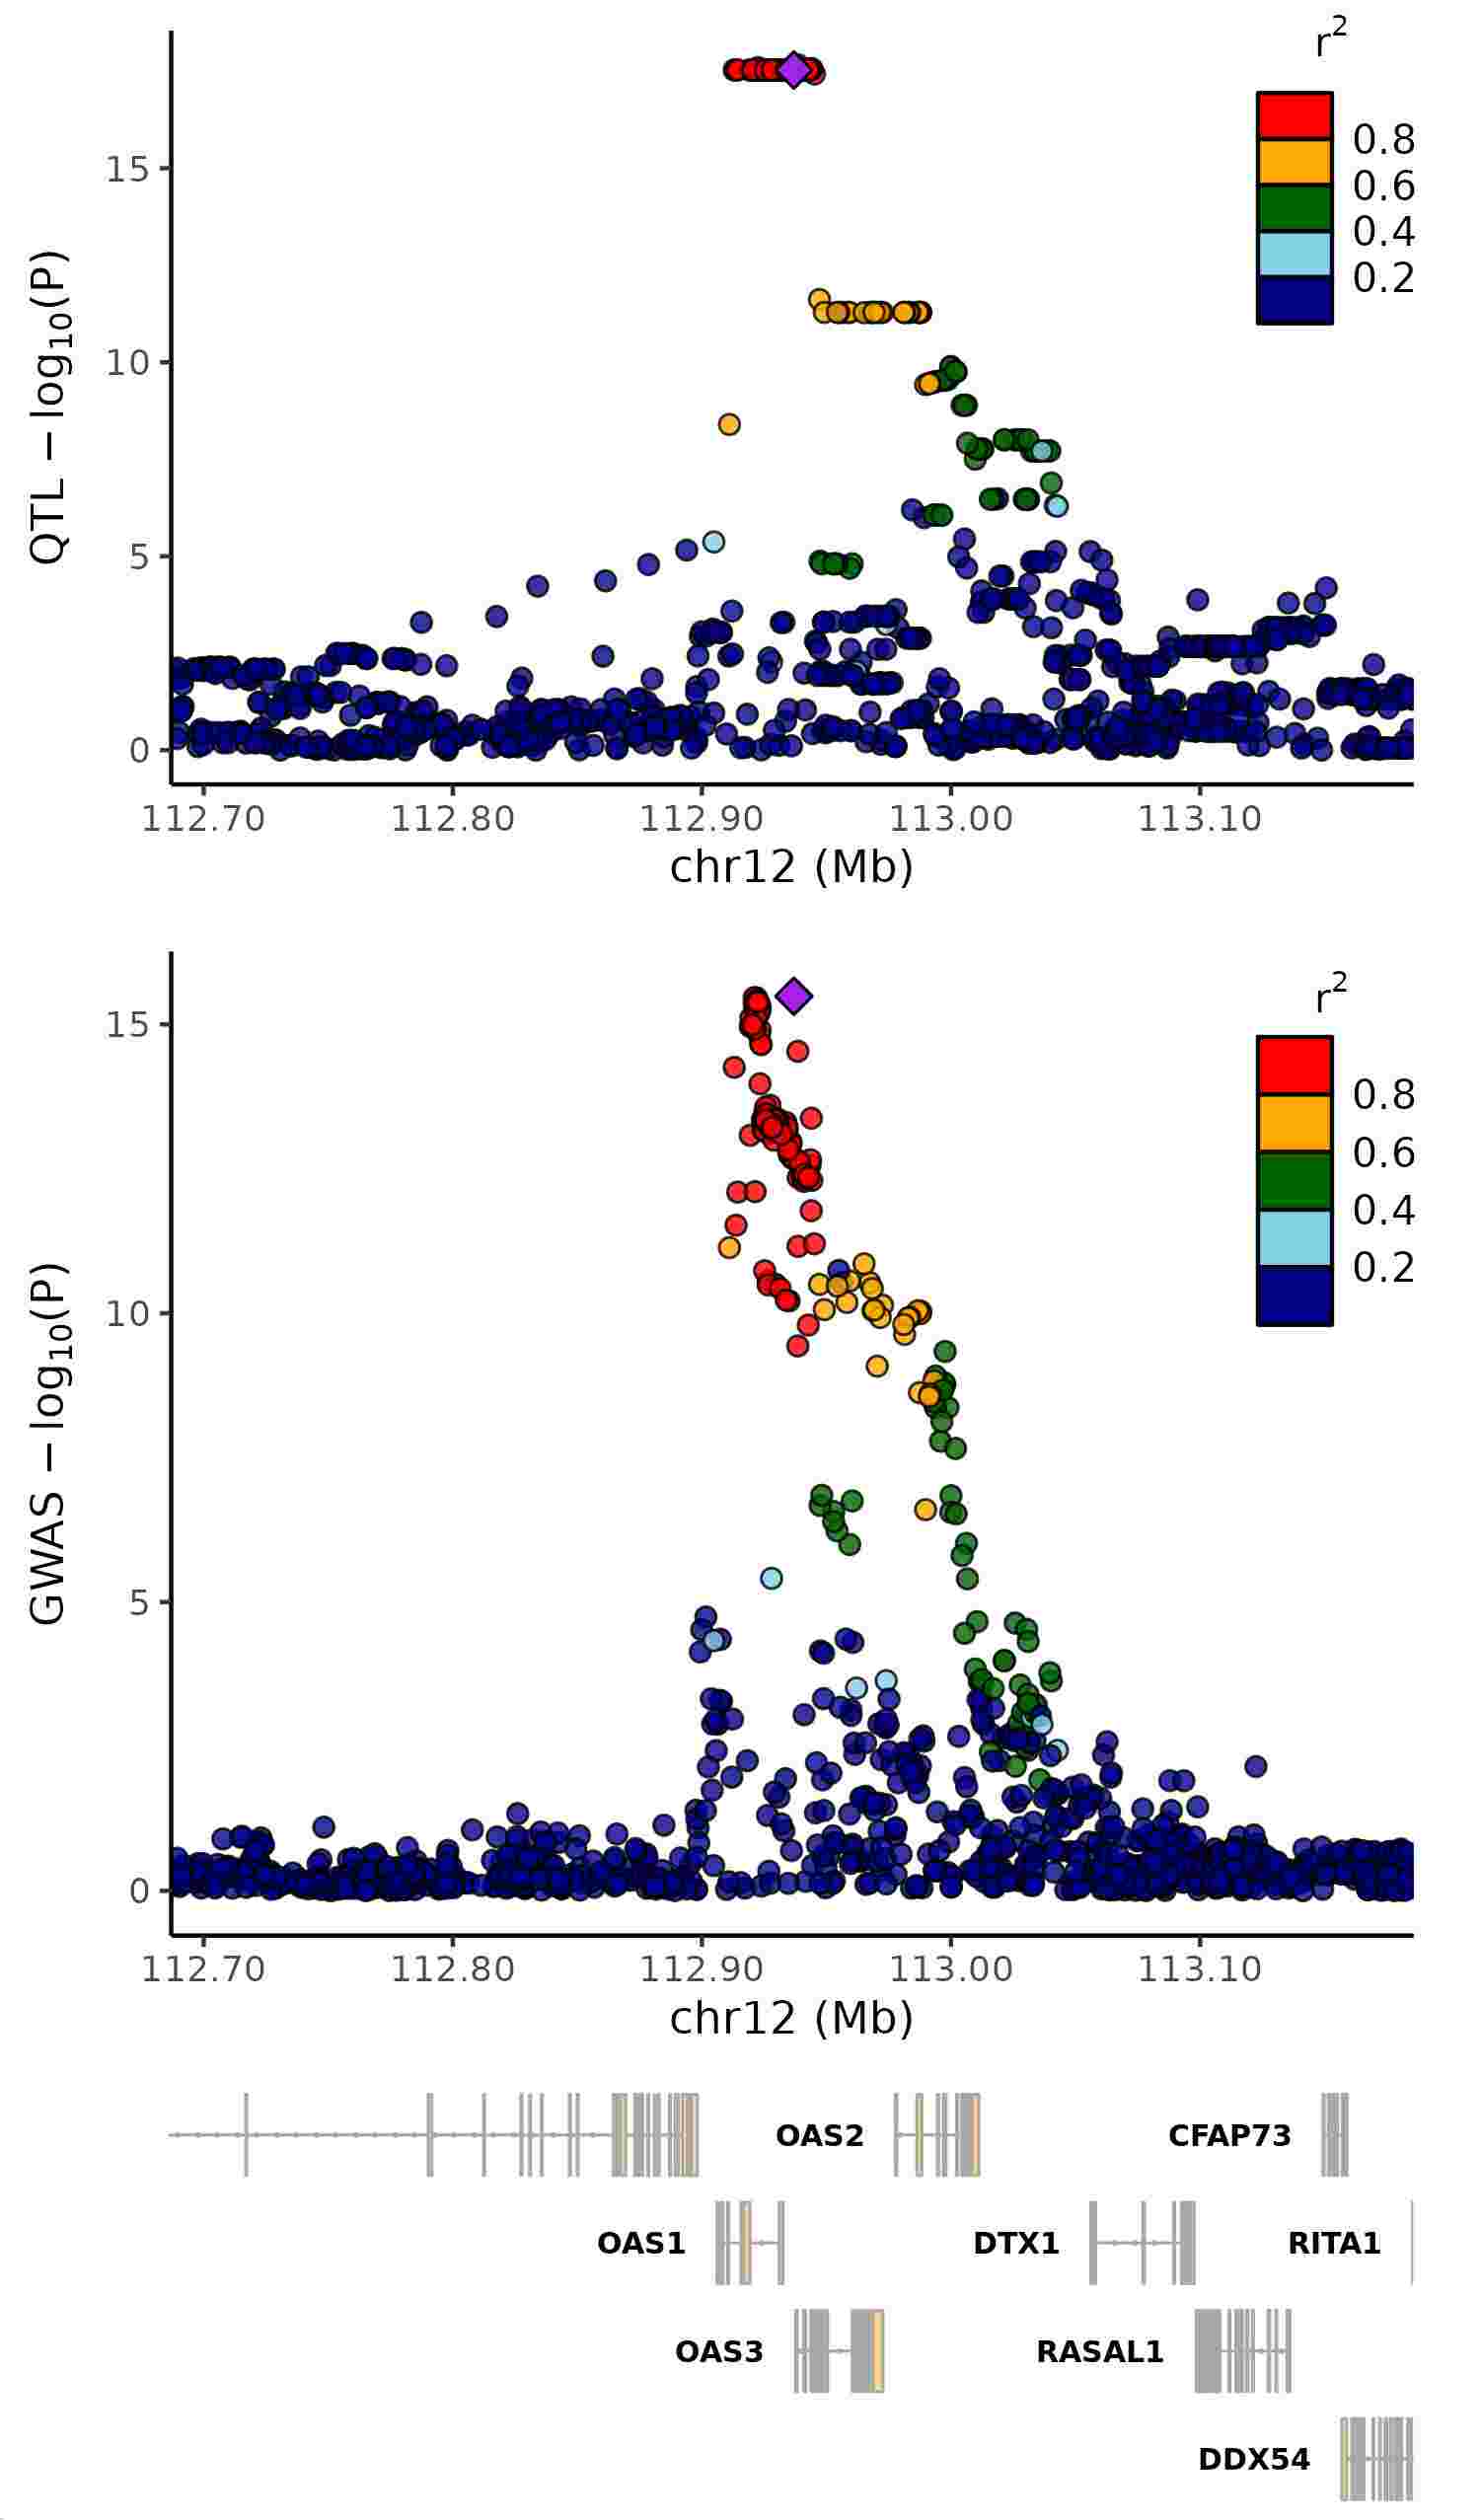 r²
0.8
0.6
0.4
0.2
QTL − log₁₀(P)
15
10
5
0
112.70 112.80 112.90 113.00 113.10
chr12 (Mb)
r²
0.8
0.6
0.4
0.2
GWAS − log₁₀(P)
15
10
5
0
112.70 112.80 112.90 113.00 113.10
chr12 (Mb)
OAS2 CFAP73
OAS1 DTX1 RITA1
OAS3 RASAL1
DDX54